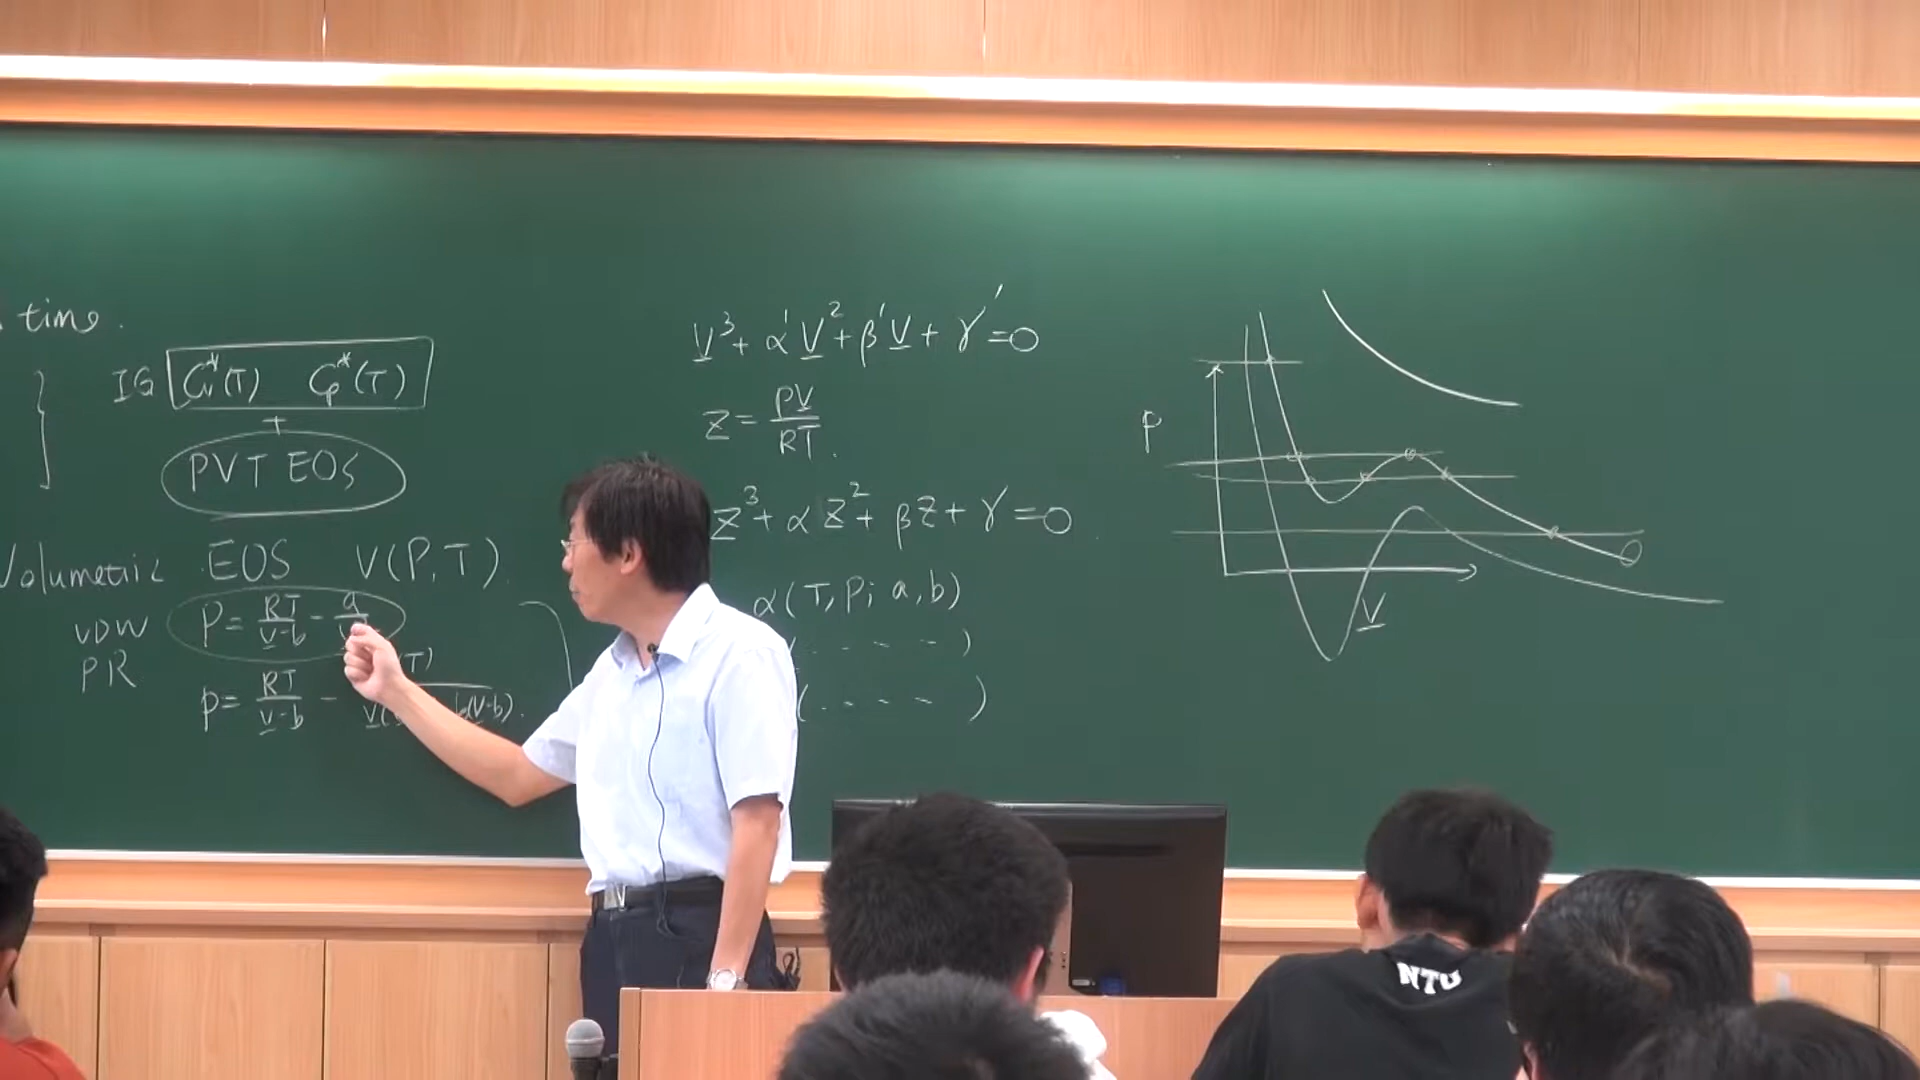 time.
IG Cv*(T) Cp*(T)
+
PVT EOS
Volumetric EOS V(P,T)
VDW P = RT/(V-b) - a/
PR P = RT/(V-b) - (T)/V( b(V-b).
V³ + α'V² + β'V + γ' = 0
Z = PV/RT.
Z³ + αZ² + βZ + γ = 0
α(T, P; a, b)
( - - - - )
( - - - - )
P
V
NTU